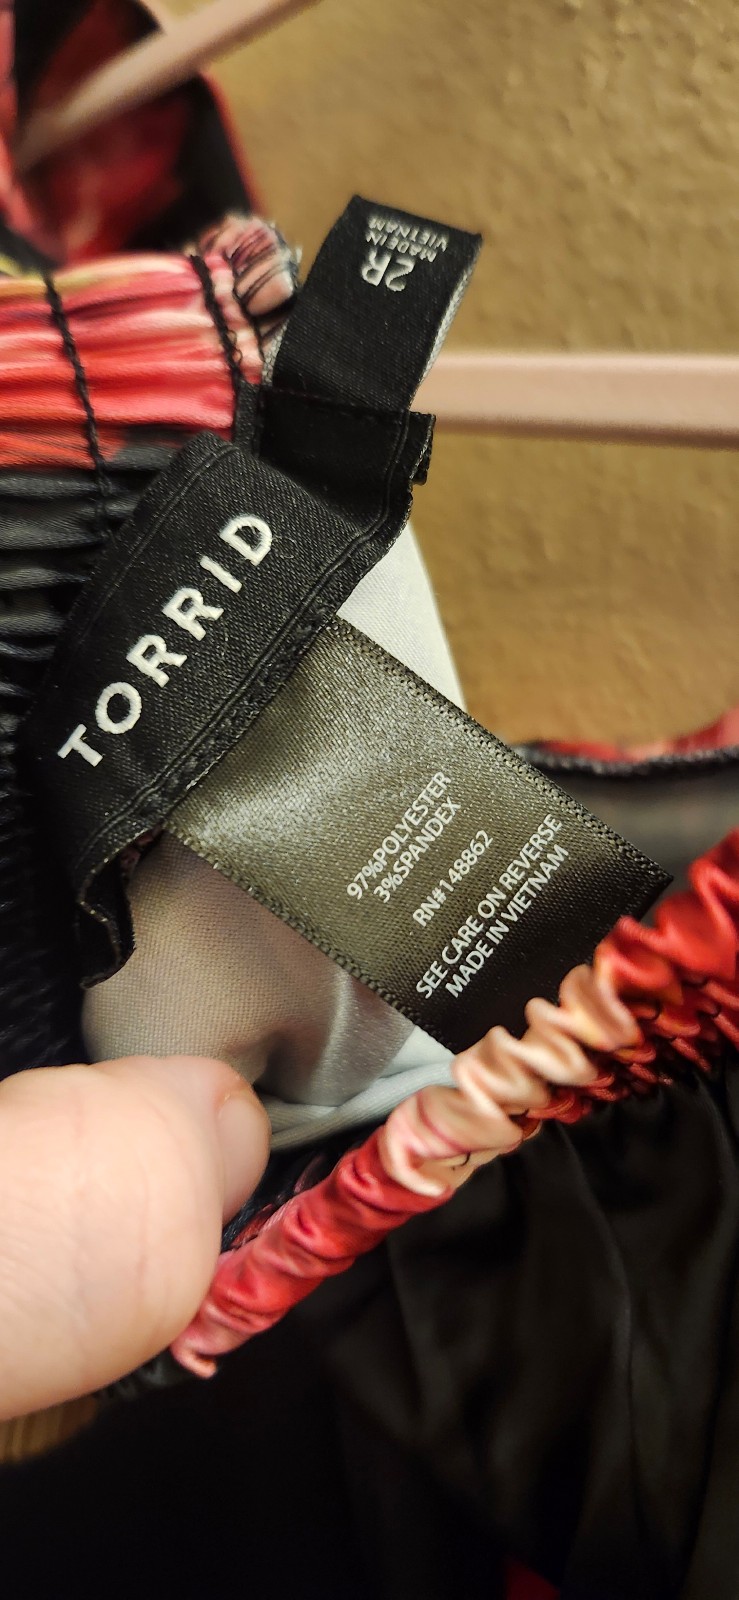 2R
MADE IN
VIETNAM
TORRID
97%POLYESTER
3%SPANDEX
RN#148862
SEE CARE ON REVERSE
MADE IN VIETNAM